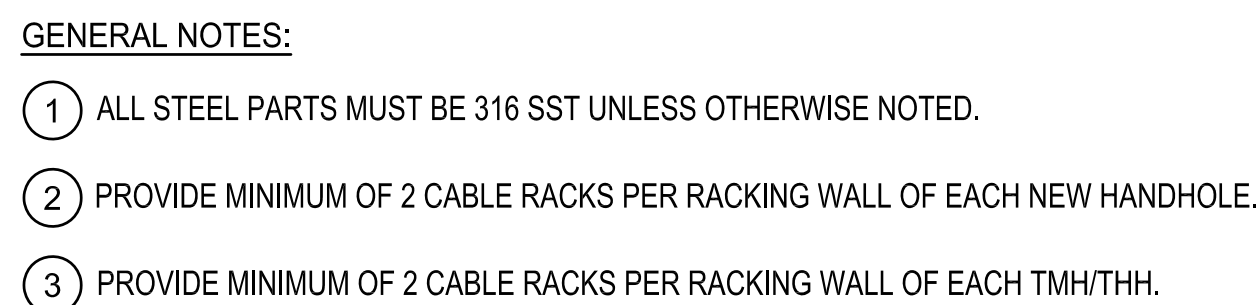 GENERAL NOTES:
1 ALL STEEL PARTS MUST BE 316 SST UNLESS OTHERWISE NOTED.
2 PROVIDE MINIMUM OF 2 CABLE RACKS PER RACKING WALL OF EACH NEW HANDHOLE.
3 PROVIDE MINIMUM OF 2 CABLE RACKS PER RACKING WALL OF EACH TMH/THH.